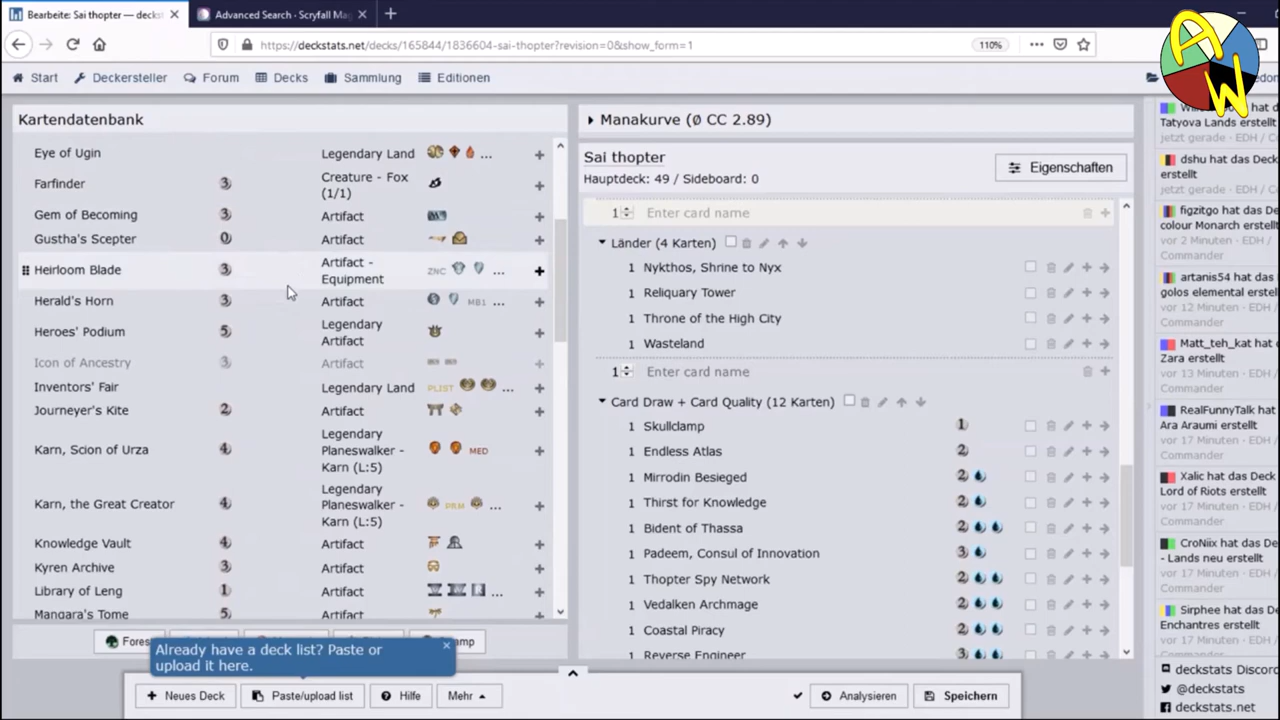 Bearbeite: Sai thopter — deckst
Advanced Search - Scryfall Mag
https://deckstats.net/decks/165844/1836604-sai-thopter?revision=0&show_form=1
110%
AW
Start
Deckersteller
Forum
Decks
Sammlung
Editionen
Kartendatenbank
Eye of Ugin Legendary Land ...
Farfinder 3 Creature - Fox (1/1)
Gem of Becoming 3 Artifact
Gustha's Scepter 0 Artifact
Heirloom Blade 3 Artifact - Equipment ZNC ...
Herald's Horn 3 Artifact MB1 ...
Heroes' Podium 5 Legendary Artifact
Icon of Ancestry 3 Artifact
Inventors' Fair Legendary Land PLIST ...
Journeyer's Kite 2 Artifact
Karn, Scion of Urza 4 Legendary Planeswalker - Karn (L:5) MED
Karn, the Great Creator 4 Legendary Planeswalker - Karn (L:5) PRM ...
Knowledge Vault 4 Artifact
Kyren Archive 3 Artifact
Library of Leng 1 Artifact ...
Mangara's Tome 5 Artifact
Already have a deck list? Paste or
upload it here.
Neues Deck
Paste/upload list
Hilfe
Mehr
Analysieren
Speichern
Manakurve (Ø CC 2.89)
Sai thopter
Hauptdeck: 49 / Sideboard: 0
Eigenschaften
1 Enter card name
Länder (4 Karten)
1 Nykthos, Shrine to Nyx
1 Reliquary Tower
1 Throne of the High City
1 Wasteland
1 Enter card name
Card Draw + Card Quality (12 Karten)
1 Skullclamp 1
1 Endless Atlas 2
1 Mirrodin Besieged 2
1 Thirst for Knowledge 2
1 Bident of Thassa 2
1 Padeem, Consul of Innovation 3
1 Thopter Spy Network 2
1 Vedalken Archmage 2
1 Coastal Piracy 2
1 Reverse Engineer 3
Tatyova Lands erstellt
jetzt gerade - EDH /
dshu hat das Deck
erstellt
jetzt gerade - EDH /
figzitgo hat das Deck
colour Monarch erstellt
vor 2 Minuten - EDH /
artanis54 hat das
golos elemental erstellt
vor 12 Minuten - EDH /
Commander
Matt_teh_kat hat das
Zara erstellt
vor 13 Minuten - EDH /
Commander
RealFunnyTalk hat
Ara Araumi erstellt
vor 17 Minuten - EDH /
Commander
Xalic hat das Deck
Lord of Riots erstellt
vor 17 Minuten - EDH /
Commander
CroNiix hat das Deck
- Lands neu erstellt
vor 17 Minuten - EDH /
Commander
Sirphee hat das
Enchantres erstellt
vor 17 Minuten - EDH /
Commander
deckstats Discord
@deckstats
deckstats.net